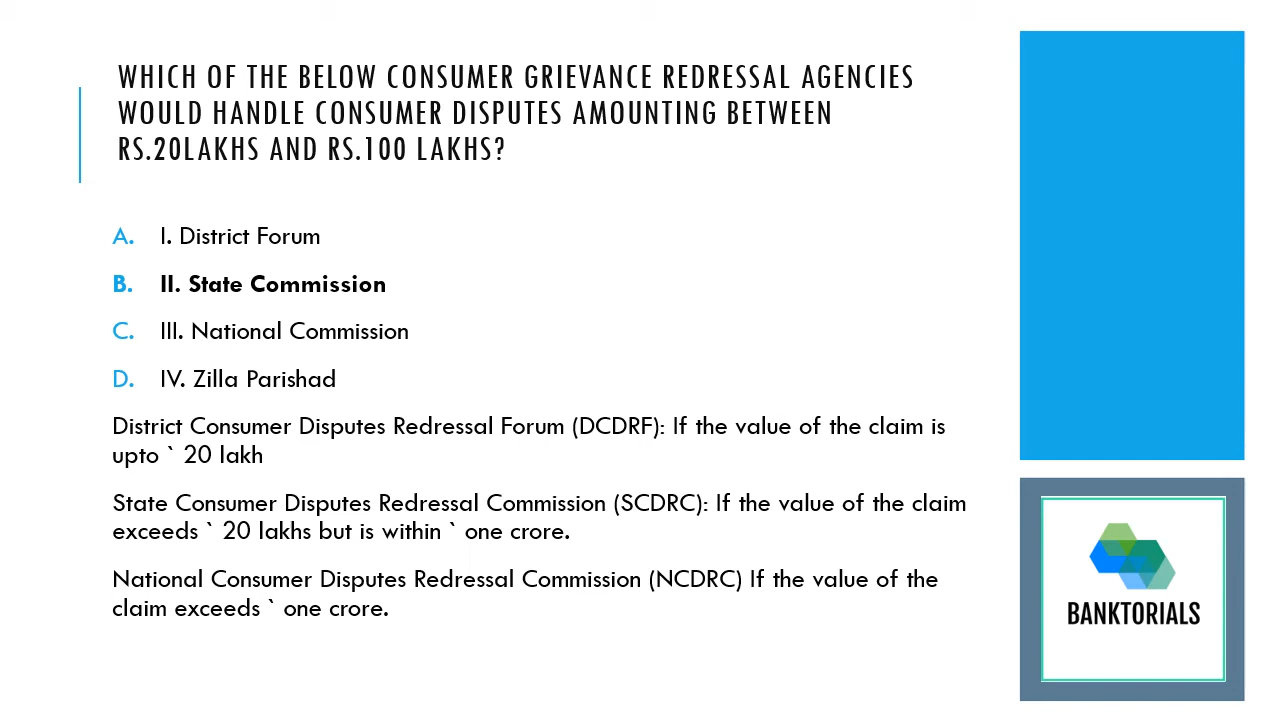 WHICH OF THE BELOW CONSUMER GRIEVANCE REDRESSAL AGENCIES
WOULD HANDLE CONSUMER DISPUTES AMOUNTING BETWEEN
RS.20LAKHS AND RS.100 LAKHS?
A. I. District Forum
B. II. State Commission
C. III. National Commission
D. IV. Zilla Parishad
District Consumer Disputes Redressal Forum (DCDRF): If the value of the claim is
upto ` 20 lakh
State Consumer Disputes Redressal Commission (SCDRC): If the value of the claim
exceeds ` 20 lakhs but is within ` one crore.
National Consumer Disputes Redressal Commission (NCDRC) If the value of the
claim exceeds ` one crore.
BANKTORIALS